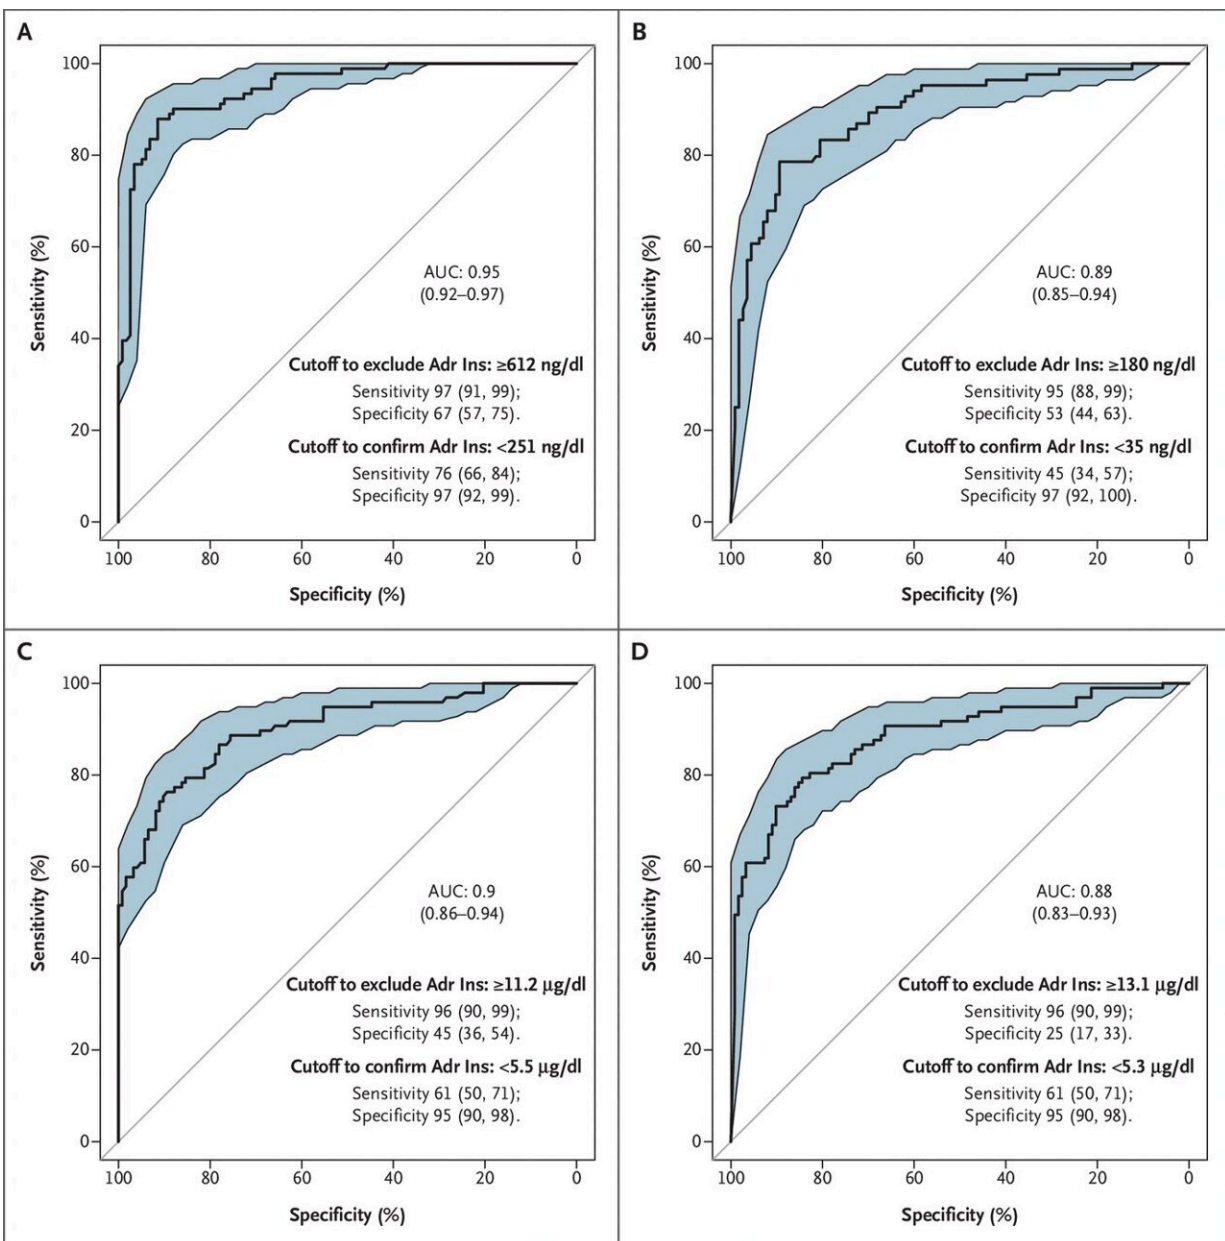 A
100
80
60
40
20
0
Sensitivity (%)
AUC: 0.95
(0.92–0.97)
Cutoff to exclude Adr Ins: ≥612 ng/dl
Sensitivity 97 (91, 99);
Specificity 67 (57, 75).
Cutoff to confirm Adr Ins: <251 ng/dl
Sensitivity 76 (66, 84);
Specificity 97 (92, 99).
100 80 60 40 20 0
Specificity (%)
B
100
80
60
40
20
0
Sensitivity (%)
AUC: 0.89
(0.85–0.94)
Cutoff to exclude Adr Ins: ≥180 ng/dl
Sensitivity 95 (88, 99);
Specificity 53 (44, 63).
Cutoff to confirm Adr Ins: <35 ng/dl
Sensitivity 45 (34, 57);
Specificity 97 (92, 100).
100 80 60 40 20 0
Specificity (%)
C
100
80
60
40
20
0
Sensitivity (%)
AUC: 0.9
(0.86–0.94)
Cutoff to exclude Adr Ins: ≥11.2 μg/dl
Sensitivity 96 (90, 99);
Specificity 45 (36, 54).
Cutoff to confirm Adr Ins: <5.5 μg/dl
Sensitivity 61 (50, 71);
Specificity 95 (90, 98).
100 80 60 40 20 0
Specificity (%)
D
100
80
60
40
20
0
Sensitivity (%)
AUC: 0.88
(0.83–0.93)
Cutoff to exclude Adr Ins: ≥13.1 μg/dl
Sensitivity 96 (90, 99);
Specificity 25 (17, 33).
Cutoff to confirm Adr Ins: <5.3 μg/dl
Sensitivity 61 (50, 71);
Specificity 95 (90, 98).
100 80 60 40 20 0
Specificity (%)